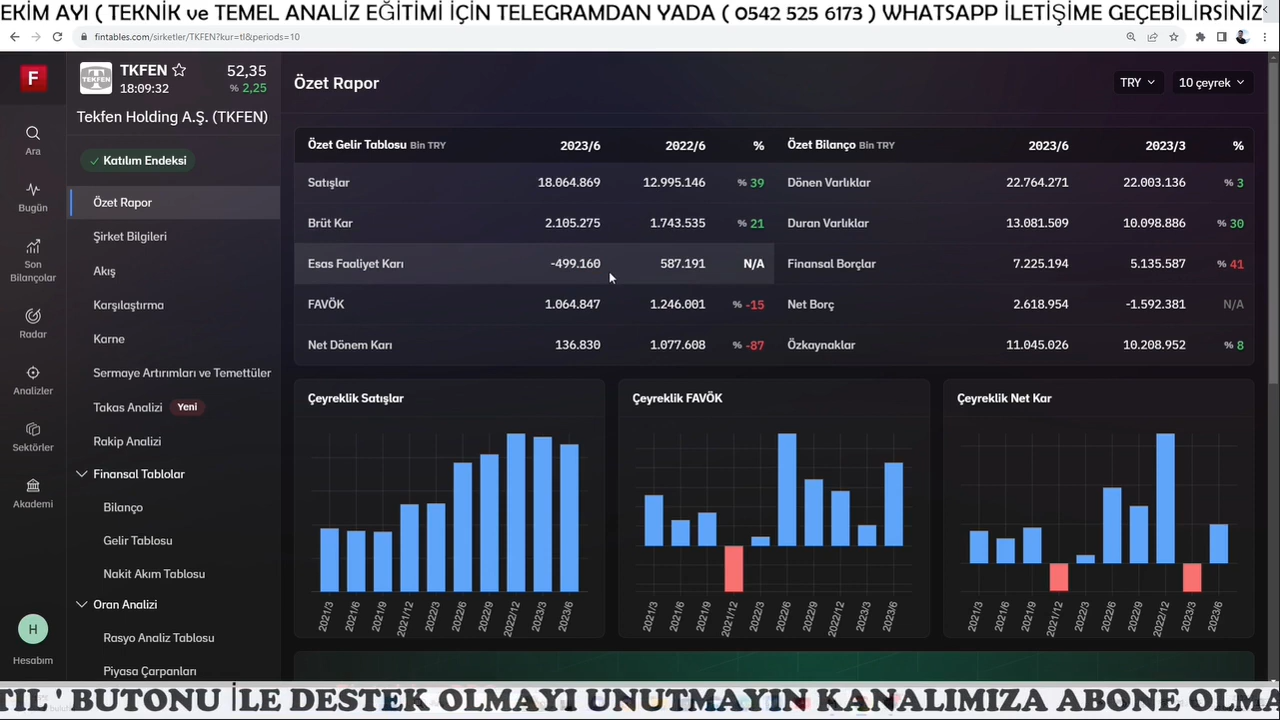 EKİM AYI ( TEKNİK ve TEMEL ANALİZ EĞİTİMİ İÇİN TELEGRAMDAN YADA ( 0542 525 6173 ) WHATSAPP İLETİŞİME GEÇEBİLİRSİNİZ
fintables.com/sirketler/TKFEN?kur=tl&periods=10
F
Ara
Bugün
Son Bilançolar
Radar
Analizler
Sektörler
Akademi
H
Hesabım
TEKFEN
TKFEN 52,35
18:09:32 % 2,25
Tekfen Holding A.Ş. (TKFEN)
Katılım Endeksi
Özet Rapor
Şirket Bilgileri
Akış
Karşılaştırma
Karne
Sermaye Artırımları ve Temettüler
Takas Analizi Yeni
Rakip Analizi
Finansal Tablolar
Bilanço
Gelir Tablosu
Nakit Akım Tablosu
Oran Analizi
Rasyo Analiz Tablosu
Piyasa Çarpanları
Özet Rapor TRY 10 çeyrek
Özet Gelir Tablosu Bin TRY 2023/6 2022/6 %
Satışlar 18.064.869 12.995.146 % 39
Brüt Kar 2.105.275 1.743.535 % 21
Esas Faaliyet Karı -499.160 587.191 N/A
FAVÖK 1.064.847 1.246.001 % -15
Net Dönem Karı 136.830 1.077.608 % -87
Özet Bilanço Bin TRY 2023/6 2023/3 %
Dönen Varlıklar 22.764.271 22.003.136 % 3
Duran Varlıklar 13.081.509 10.098.886 % 30
Finansal Borçlar 7.225.194 5.135.587 % 41
Net Borç 2.618.954 -1.592.381 N/A
Özkaynaklar 11.045.026 10.208.952 % 8
Çeyreklik Satışlar
2021/3 2021/6 2021/9 2021/12 2022/3 2022/6 2022/9 2022/12 2023/3 2023/6
Çeyreklik FAVÖK
2021/3 2021/6 2021/9 2021/12 2022/3 2022/6 2022/9 2022/12 2023/3 2023/6
Çeyreklik Net Kar
2021/3 2021/6 2021/9 2021/12 2022/3 2022/6 2022/9 2022/12 2023/3 2023/6
TIL ' BUTONU İLE DESTEK OLMAYI UNUTMAYIN KANALIMIZA ABONE OLMA